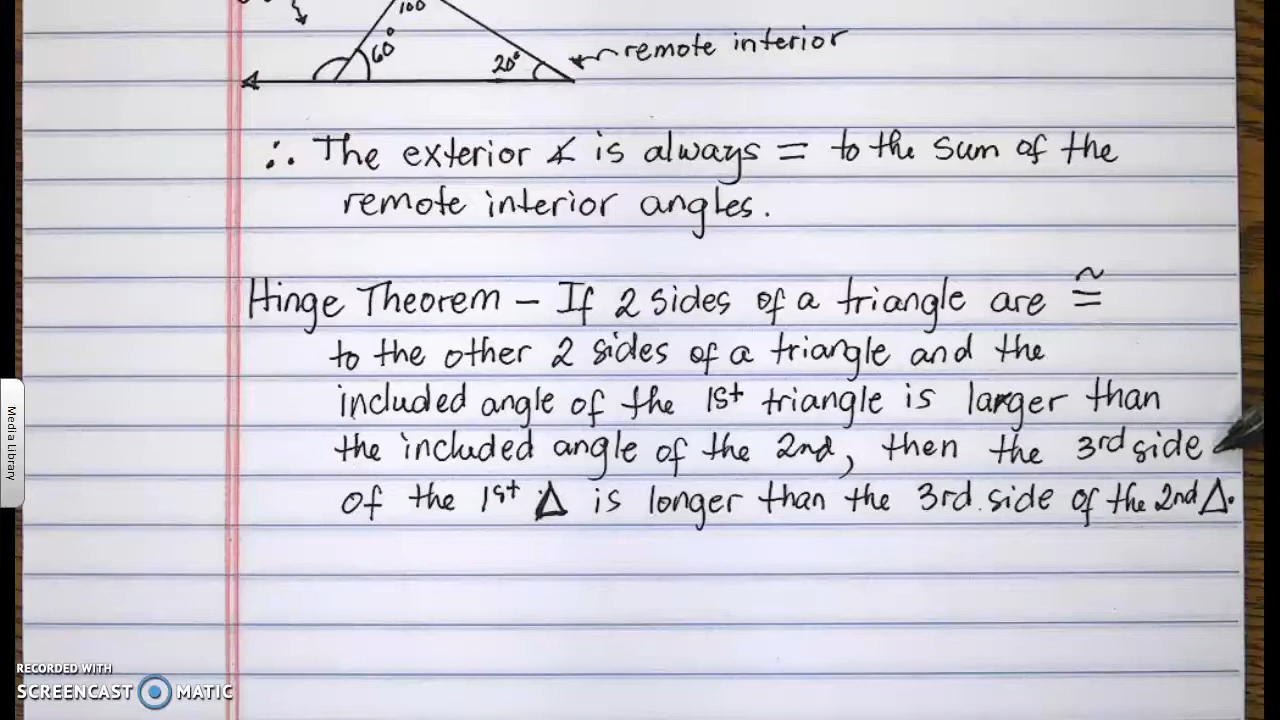 100
60°
20°
remote interior
∴ The exterior ∡ is always = to the sum of the
remote interior angles.
Hinge Theorem – If 2 sides of a triangle are ≅
to the other 2 sides of a triangle and the
included angle of the 1st triangle is larger than
the included angle of the 2nd, then the 3rd side
of the 1st Δ is longer than the 3rd side of the 2nd Δ.
Media Library
RECORDED WITH
SCREENCAST MATIC